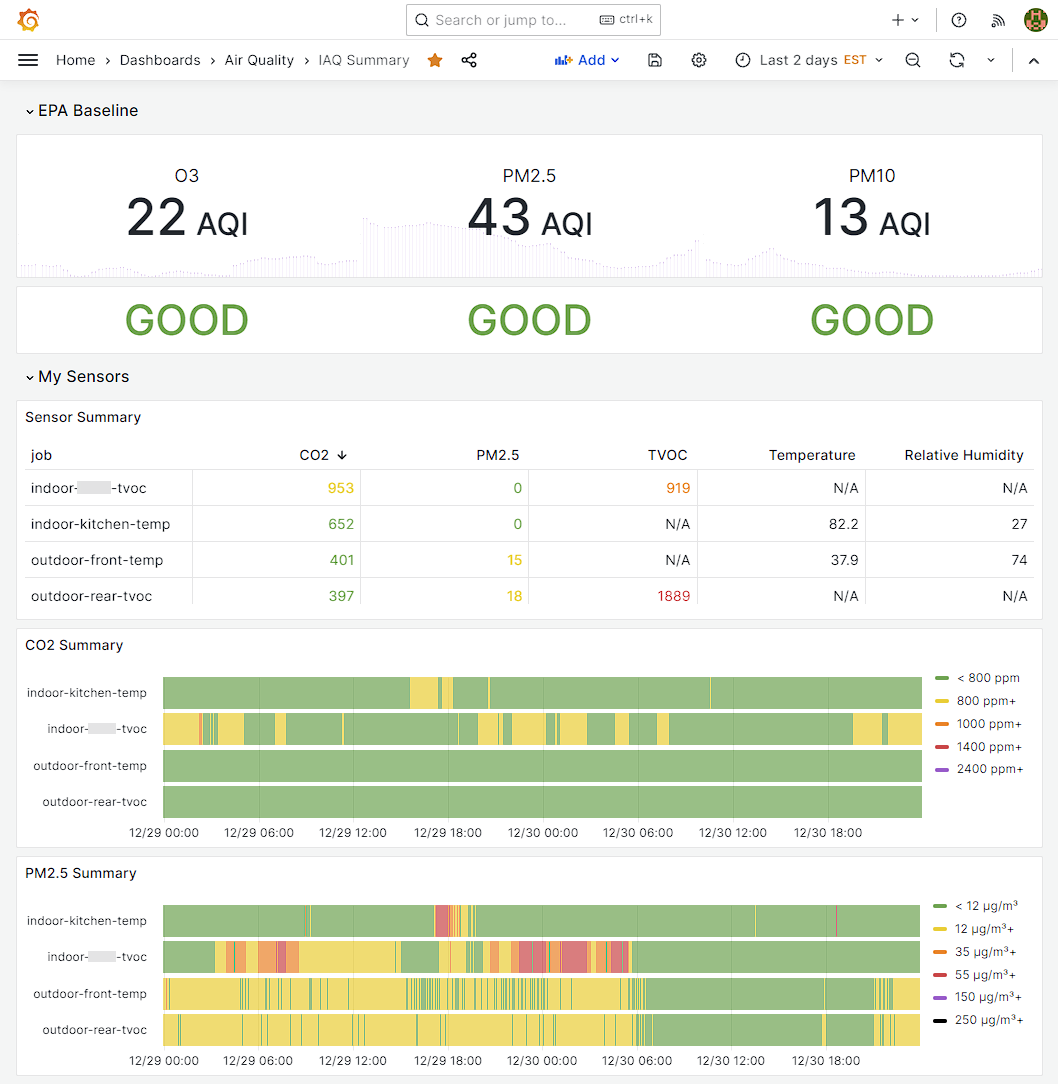 Search or jump to... ctrl+k
Home › Dashboards › Air Quality › IAQ Summary Add Last 2 days EST
EPA Baseline
O3 PM2.5 PM10
22 AQI 43 AQI 13 AQI
GOOD GOOD GOOD
My Sensors
Sensor Summary
job CO2 ↓ PM2.5 TVOC Temperature Relative Humidity
indoor- -tvoc 953 0 919 N/A N/A
indoor-kitchen-temp 652 0 N/A 82.2 27
outdoor-front-temp 401 15 N/A 37.9 74
outdoor-rear-tvoc 397 18 1889 N/A N/A
CO2 Summary
indoor-kitchen-temp
indoor- -tvoc
outdoor-front-temp
outdoor-rear-tvoc
12/29 00:00 12/29 06:00 12/29 12:00 12/29 18:00 12/30 00:00 12/30 06:00 12/30 12:00 12/30 18:00
< 800 ppm
800 ppm+
1000 ppm+
1400 ppm+
2400 ppm+
PM2.5 Summary
indoor-kitchen-temp
indoor- -tvoc
outdoor-front-temp
outdoor-rear-tvoc
12/29 00:00 12/29 06:00 12/29 12:00 12/29 18:00 12/30 00:00 12/30 06:00 12/30 12:00 12/30 18:00
< 12 µg/m³
12 µg/m³+
35 µg/m³+
55 µg/m³+
150 µg/m³+
250 µg/m³+